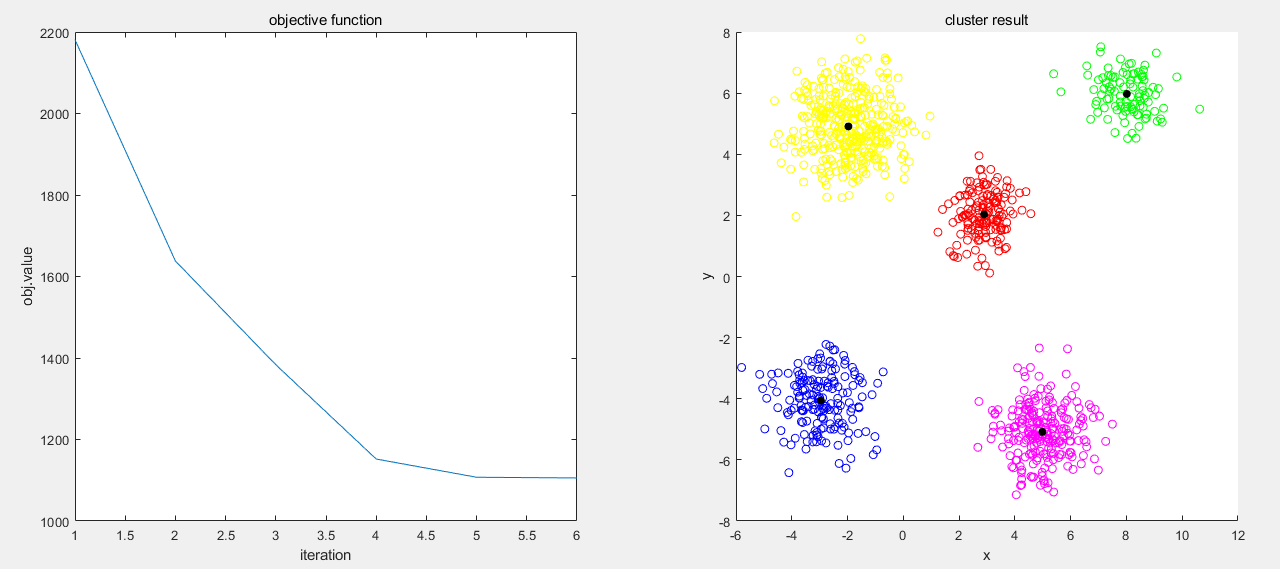 objective function
2200
2000
1800
1600
1400
1200
1000
obj.value
1 1.5 2 2.5 3 3.5 4 4.5 5 5.5 6
iteration
cluster result
8
6
4
2
0
-2
-4
-6
-8
y
-6 -4 -2 0 2 4 6 8 10 12
x